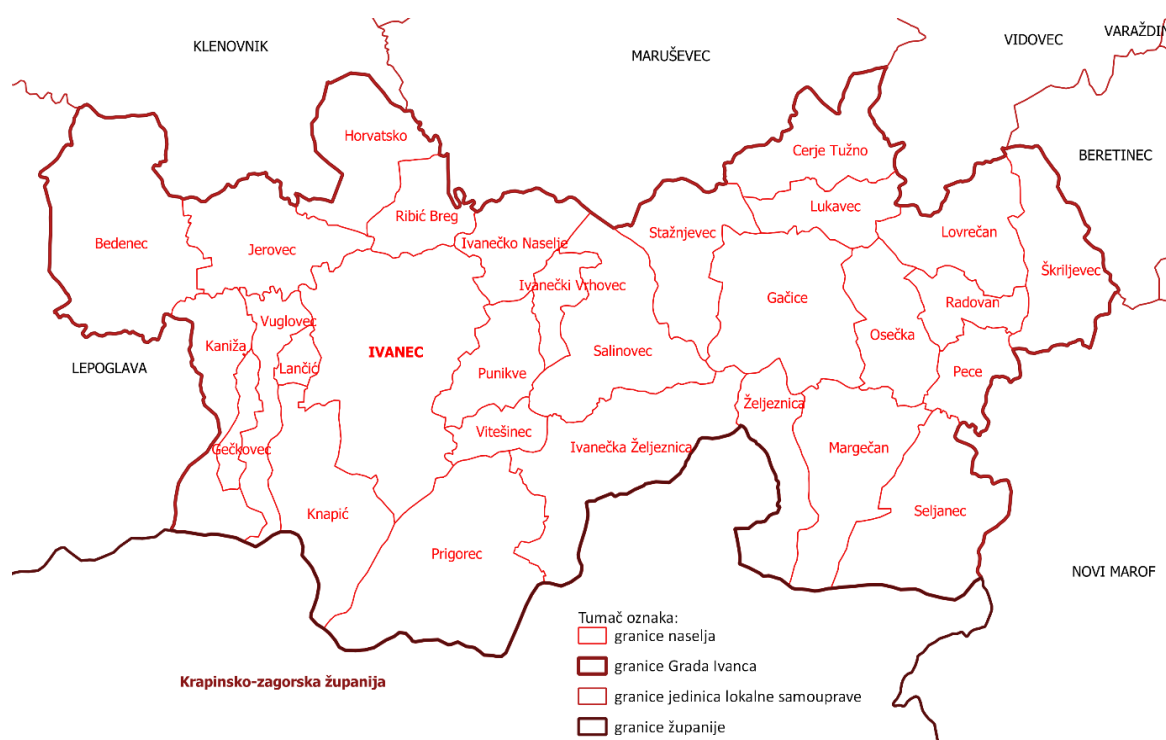 KLENOVNIK
MARUŠEVEC
VIDOVEC
VARAŽDIN
BERETINEC
Horvatsko
Cerje Tužno
Ribić Breg
Lukavec
Bedenec
Jerovec
Ivanečko Naselje
Stažnjevec
Lovrečan
Škriljevec
Ivanečki Vrhovec
Gačice
Radovan
Vuglovec
Kaniža
IVANEC
Salinovec
Osečka
LEPOGLAVA
Lančić
Punikve
Pece
Željeznica
Vitešinec
Gečkovec
Ivanečka Željeznica
Margečan
Knapić
Seljanec
Prigorec
NOVI MAROF
Tumač oznaka:
granice naselja
granice Grada Ivanca
granice jedinica lokalne samouprave
granice županije
Krapinsko-zagorska županija